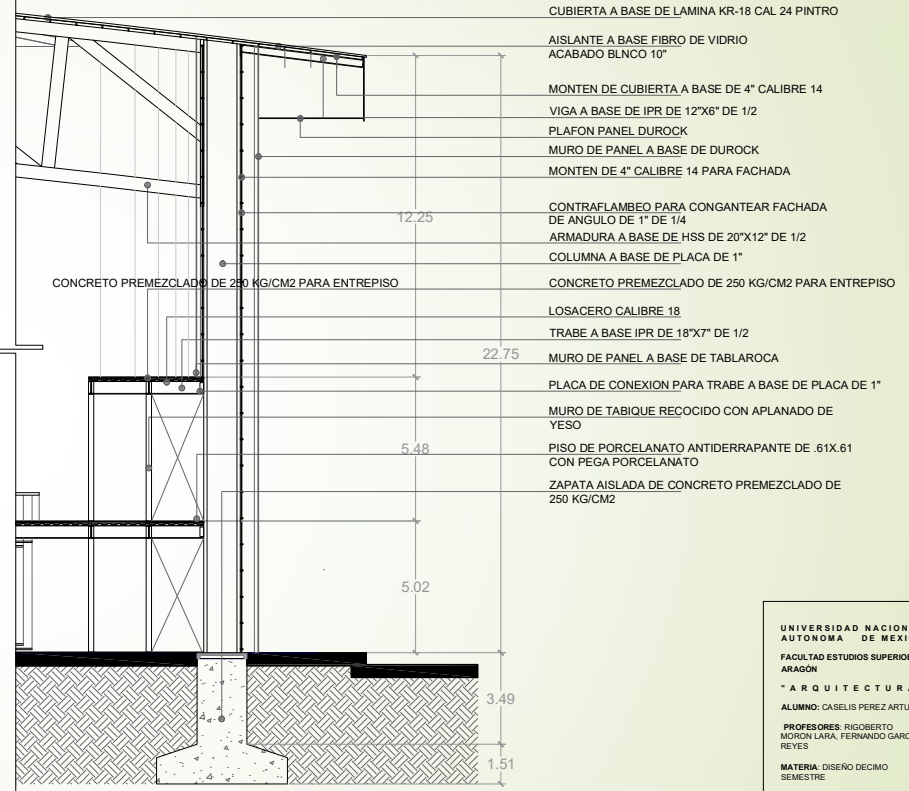 CUBIERTA A BASE DE LAMINA KR-18 CAL 24 PINTRO
AISLANTE A BASE FIBRO DE VIDRIO
ACABADO BLNCO 10"
MONTEN DE CUBIERTA A BASE DE 4" CALIBRE 14
VIGA A BASE DE IPR DE 12"X6" DE 1/2
PLAFON PANEL DUROCK
MURO DE PANEL A BASE DE DUROCK
MONTEN DE 4" CALIBRE 14 PARA FACHADA
CONTRAFLAMBEO PARA CONGANTEAR FACHADA
DE ANGULO DE 1" DE 1/4
12.25
ARMADURA A BASE DE HSS DE 20"X12" DE 1/2
COLUMNA A BASE DE PLACA DE 1"
CONCRETO PREMEZCLADO DE 250 KG/CM2 PARA ENTREPISO
CONCRETO PREMEZCLADO DE 250 KG/CM2 PARA ENTREPISO
LOSACERO CALIBRE 18
TRABE A BASE IPR DE 18"X7" DE 1/2
22.75
MURO DE PANEL A BASE DE TABLAROCA
PLACA DE CONEXION PARA TRABE A BASE DE PLACA DE 1"
MURO DE TABIQUE RECOCIDO CON APLANADO DE
YESO
5.48
PISO DE PORCELANATO ANTIDERRAPANTE DE .61X.61
CON PEGA PORCELANATO
ZAPATA AISLADA DE CONCRETO PREMEZCLADO DE
250 KG/CM2
5.02
3.49
1.51
UNIVERSIDAD NACION
AUTONOMA DE MEXI
FACULTAD ESTUDIOS SUPERIOR
ARAGÓN
"ARQUITECTURA
ALUMNO: CASELIS PEREZ ARTU
PROFESORES: RIGOBERTO
MORON LARA, FERNANDO GARC
REYES
MATERIA: DISEÑO DECIMO
SEMESTRE